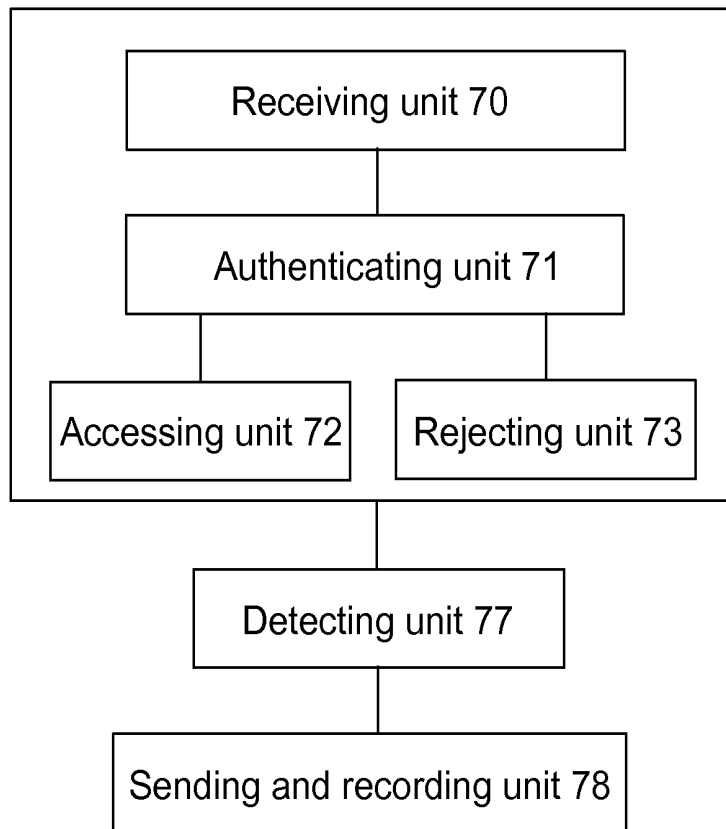 Receiving unit 70
Authenticating unit 71
Accessing unit 72
Rejecting unit 73
Detecting unit 77
Sending and recording unit 78